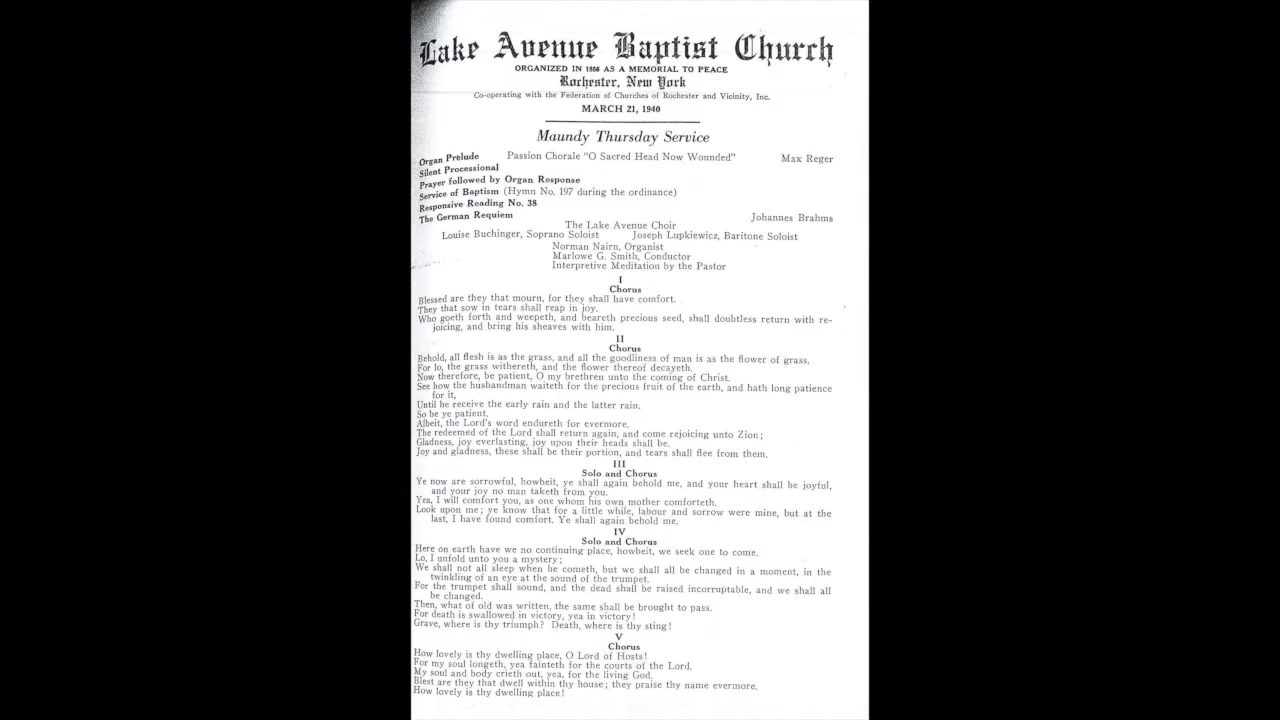 Lake Avenue Baptist Church
ORGANIZED IN 1866 AS A MEMORIAL TO PEACE
Rochester, New York
Co-operating with the Federation of Churches of Rochester and Vicinity, Inc.
MARCH 21, 1940
Maundy Thursday Service
Organ Prelude Passion Chorale "O Sacred Head Now Wounded" Max Reger
Silent Processional
Prayer followed by Organ Response
Service of Baptism (Hymn No. 197 during the ordinance)
Responsive Reading No. 38
The German Requiem Johannes Brahms
The Lake Avenue Choir
Louise Buchinger, Soprano Soloist Joseph Lupkiewicz, Baritone Soloist
Norman Nairn, Organist
Marlowe G. Smith, Conductor
Interpretive Meditation by the Pastor
I
Chorus
Blessed are they that mourn, for they shall have comfort.
They that sow in tears shall reap in joy.
Who goeth forth and weepeth, and beareth precious seed, shall doubtless return with re-
joicing, and bring his sheaves with him.
II
Chorus
Behold, all flesh is as the grass, and all the goodliness of man is as the flower of grass.
For lo, the grass withereth, and the flower thereof decayeth.
Now therefore, be patient, O my brethren unto the coming of Christ.
See how the husbandman waiteth for the precious fruit of the earth, and hath long patience
for it,
Until he receive the early rain and the latter rain.
So be ye patient.
Albeit, the Lord's word endureth for evermore.
The redeemed of the Lord shall return again, and come rejoicing unto Zion;
Gladness, joy everlasting, joy upon their heads shall be.
Joy and gladness, these shall be their portion, and tears shall flee from them.
III
Solo and Chorus
Ye now are sorrowful, howbeit, ye shall again behold me, and your heart shall be joyful,
and your joy no man taketh from you.
Yea, I will comfort you, as one whom his own mother comforteth.
Look upon me; ye know that for a little while, labour and sorrow were mine, but at the
last, I have found comfort. Ye shall again behold me.
IV
Solo and Chorus
Here on earth have we no continuing place, howbeit, we seek one to come.
Lo, I unfold unto you a mystery;
We shall not all sleep when he cometh, but we shall all be changed in a moment, in the
twinkling of an eye at the sound of the trumpet.
For the trumpet shall sound, and the dead shall be raised incorruptable, and we shall all
be changed.
Then, what of old was written, the same shall be brought to pass.
For death is swallowed in victory, yea in victory!
Grave, where is thy triumph? Death, where is thy sting!
V
Chorus
How lovely is thy dwelling place, O Lord of Hosts!
For my soul longeth, yea fainteth for the courts of the Lord.
My soul and body crieth out, yea, for the living God.
Blest are they that dwell within thy house; they praise thy name evermore.
How lovely is thy dwelling place!